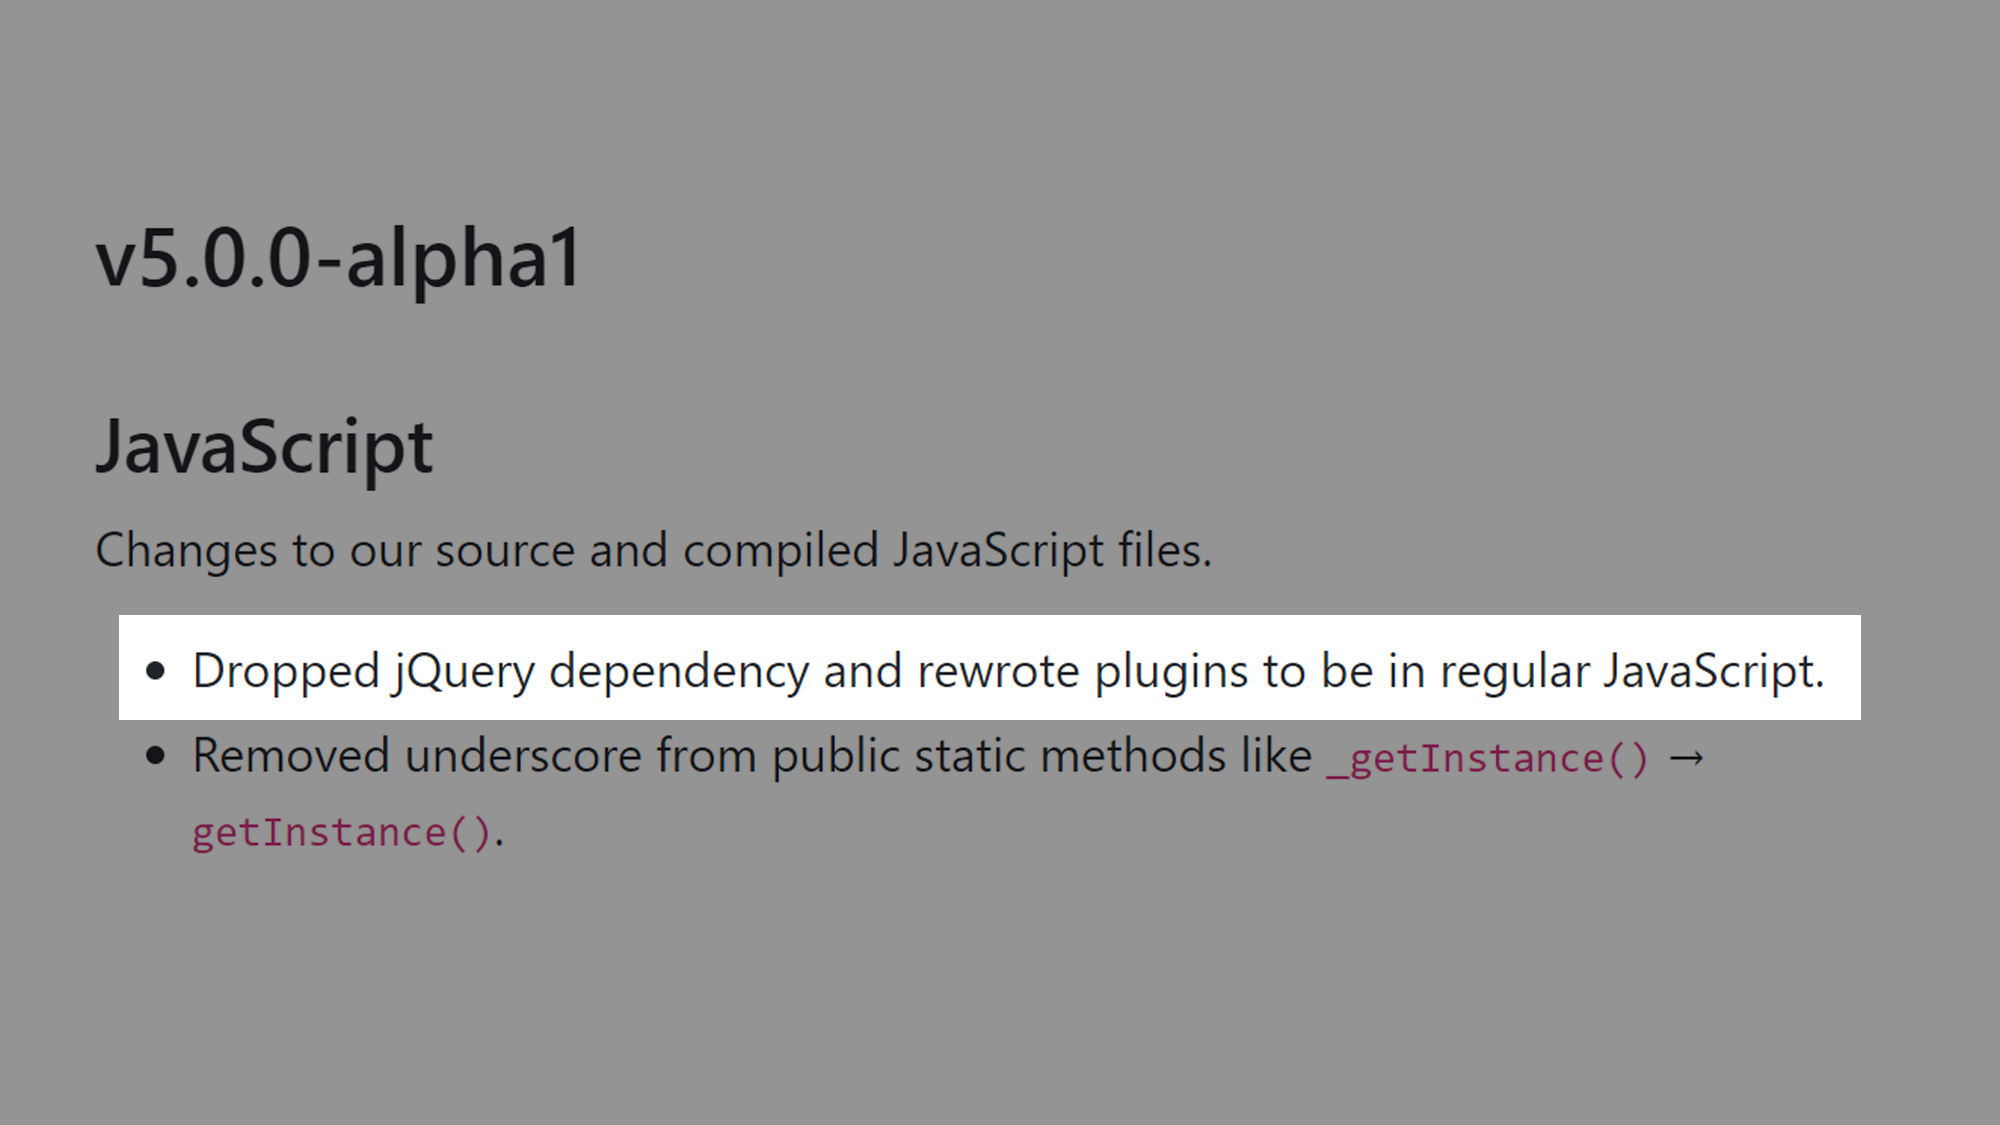 v5.0.0-alpha1
JavaScript
Changes to our source and compiled JavaScript files.
• Dropped jQuery dependency and rewrote plugins to be in regular JavaScript.
• Removed underscore from public static methods like _getInstance() →
getInstance().